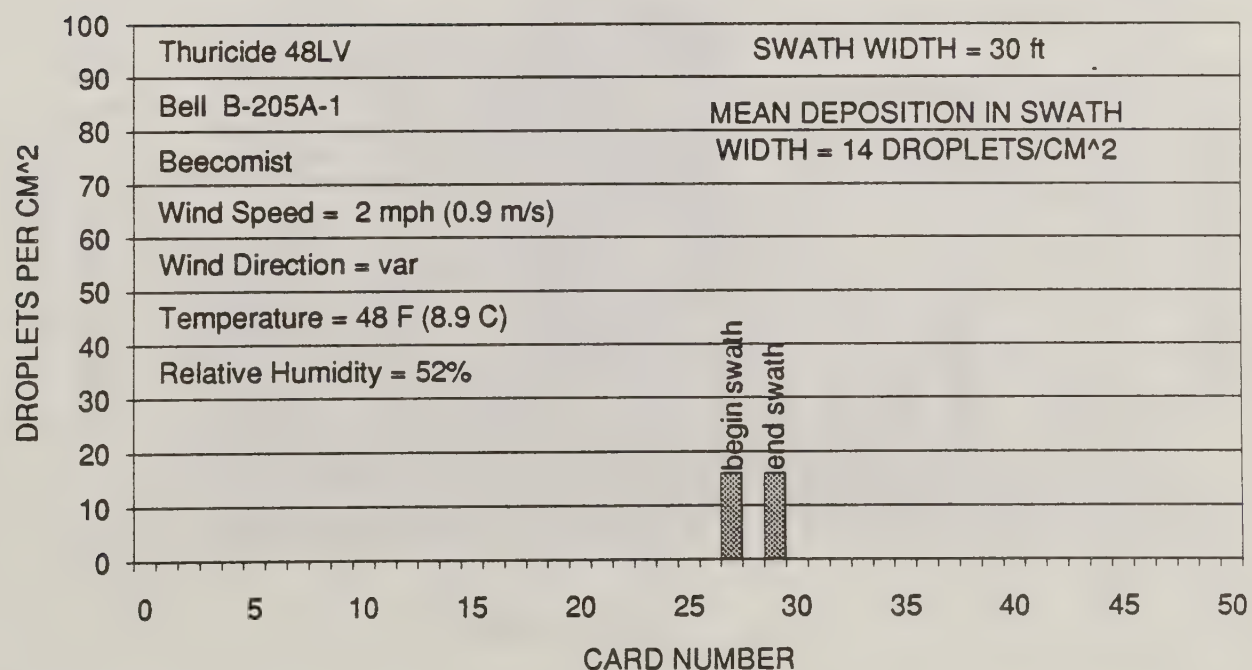 100
90
80
70
60
50
40
30
20
10
0
DROPLETS PER CM^2
Thuricide 48LV
Bell B-205A-1
Beecomist
Wind Speed = 2 mph (0.9 m/s)
Wind Direction = var
Temperature = 48 F (8.9 C)
Relative Humidity = 52%
SWATH WIDTH = 30 ft
MEAN DEPOSITION IN SWATH
WIDTH = 14 DROPLETS/CM^2
begin swath
end swath
0 5 10 15 20 25 30 35 40 45 50
CARD NUMBER